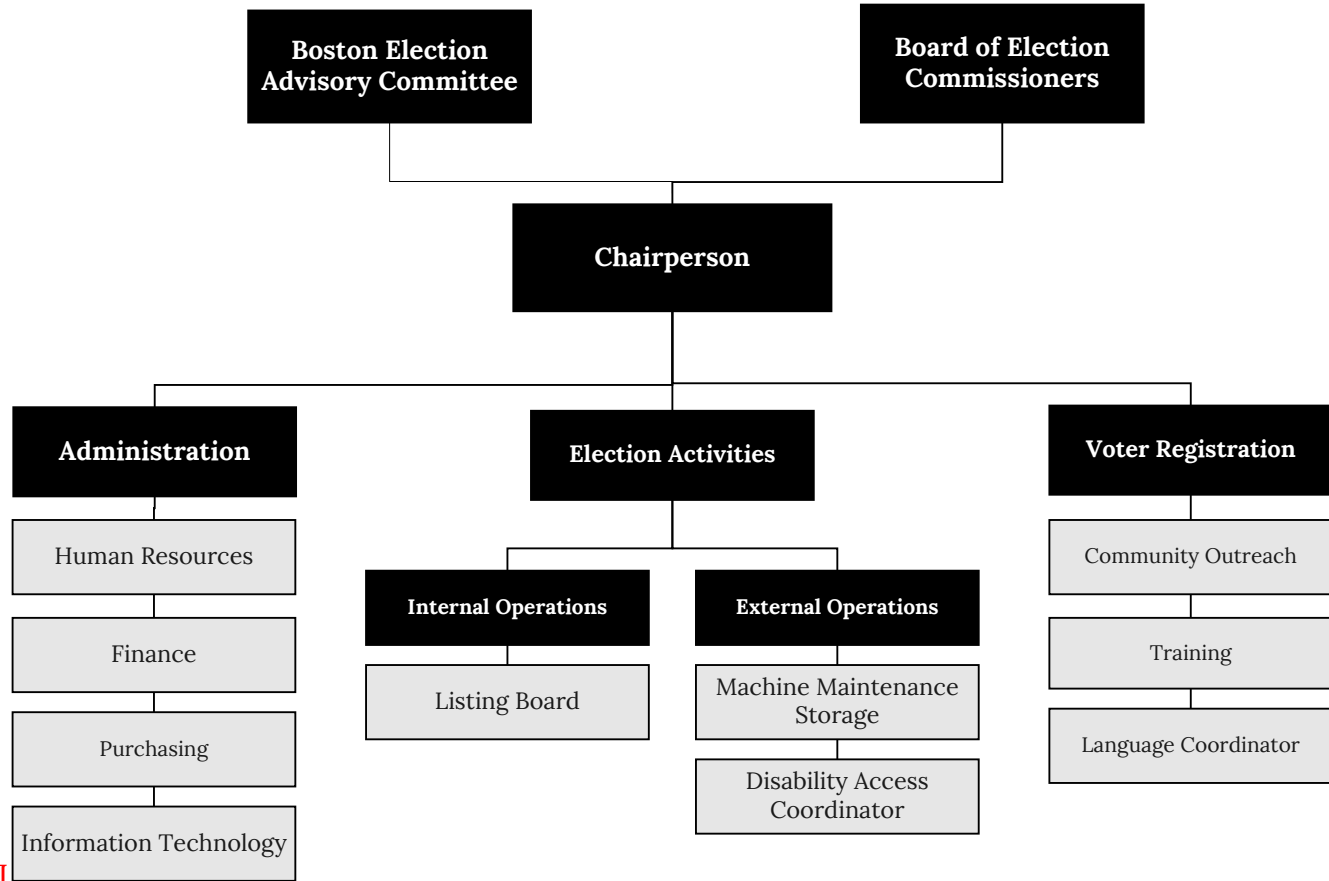 Boston Election
Advisory Committee
Board of Election
Commissioners
Chairperson
Administration
Human Resources
Finance
Purchasing
Information Technology
Election Activities
Internal Operations
Listing Board
External Operations
Machine Maintenance
Storage
Disability Access
Coordinator
Voter Registration
Community Outreach
Training
Language Coordinator